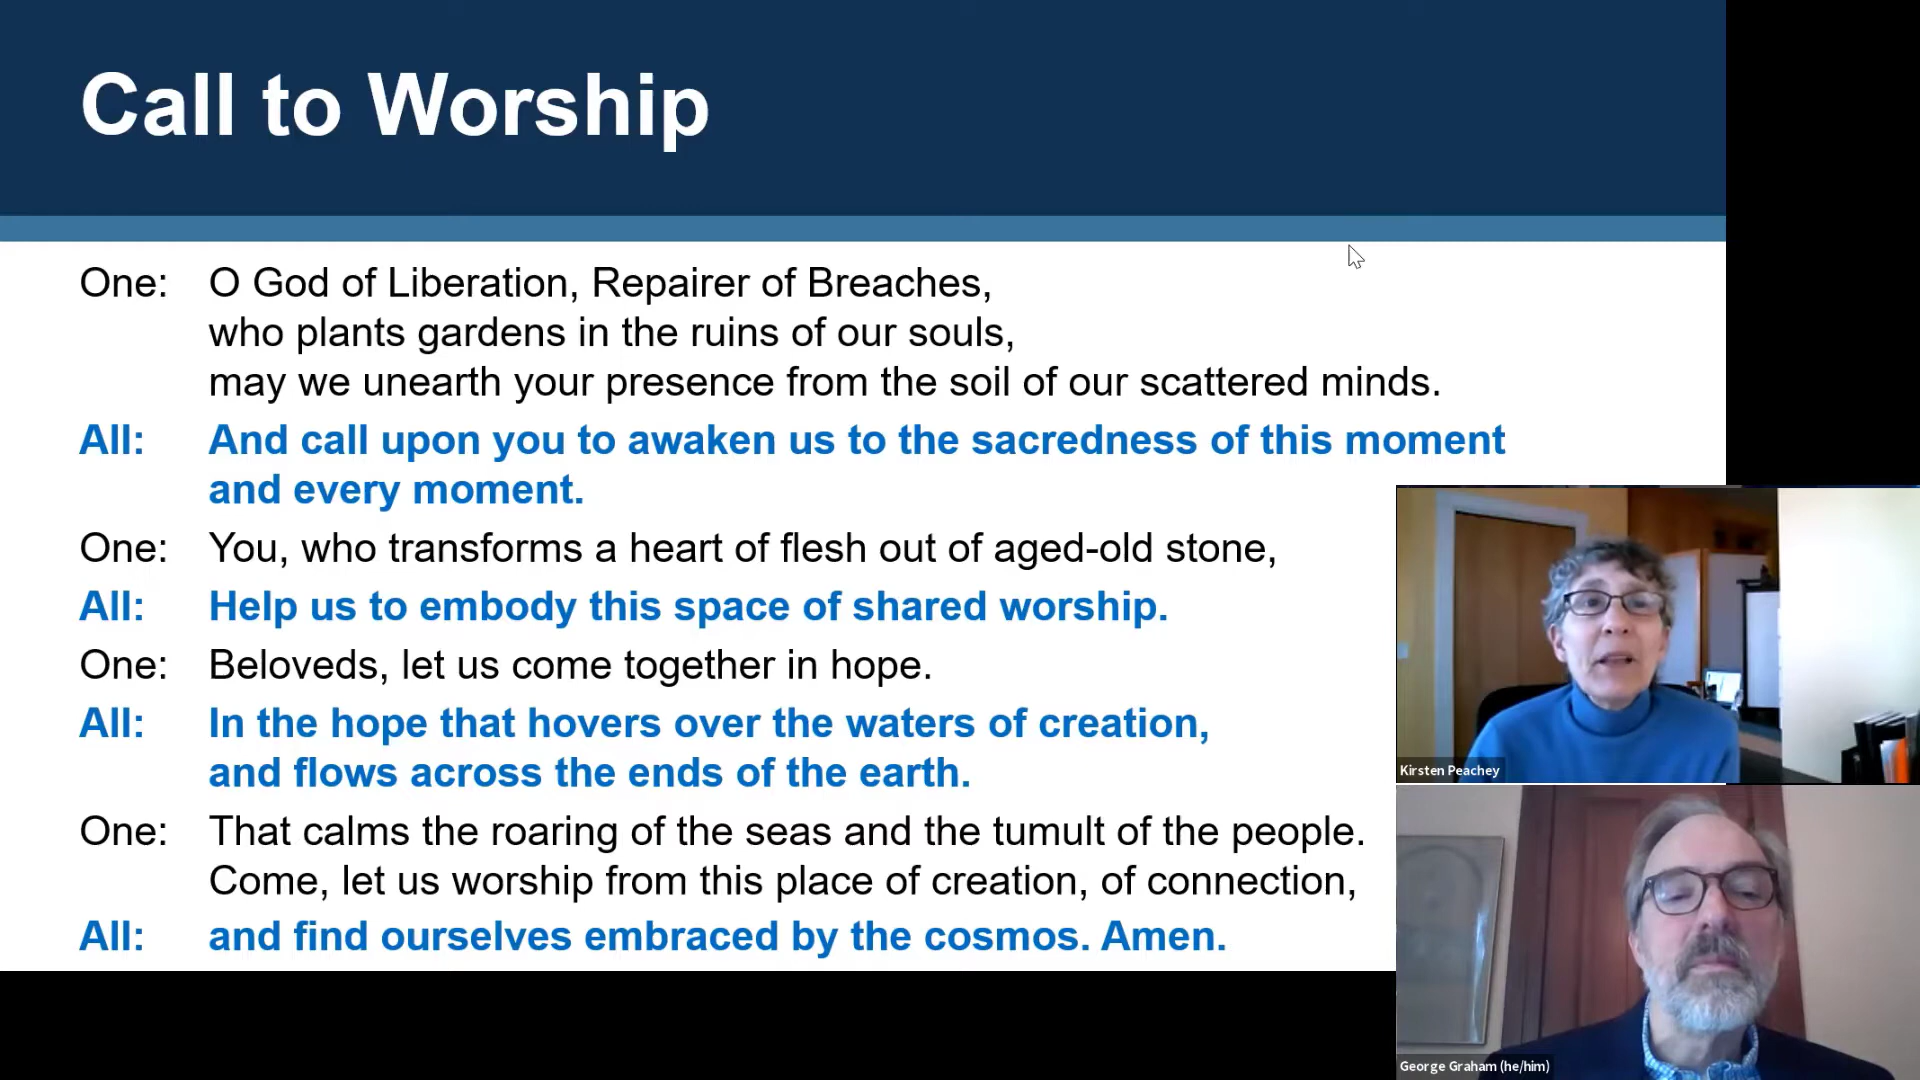 Call to Worship
One: O God of Liberation, Repairer of Breaches,
who plants gardens in the ruins of our souls,
may we unearth your presence from the soil of our scattered minds.
All: And call upon you to awaken us to the sacredness of this moment
and every moment.
One: You, who transforms a heart of flesh out of aged-old stone,
All: Help us to embody this space of shared worship.
One: Beloveds, let us come together in hope.
All: In the hope that hovers over the waters of creation,
and flows across the ends of the earth.
One: That calms the roaring of the seas and the tumult of the people.
Come, let us worship from this place of creation, of connection,
All: and find ourselves embraced by the cosmos. Amen.
Kirsten Peachey
George Graham (he/him)